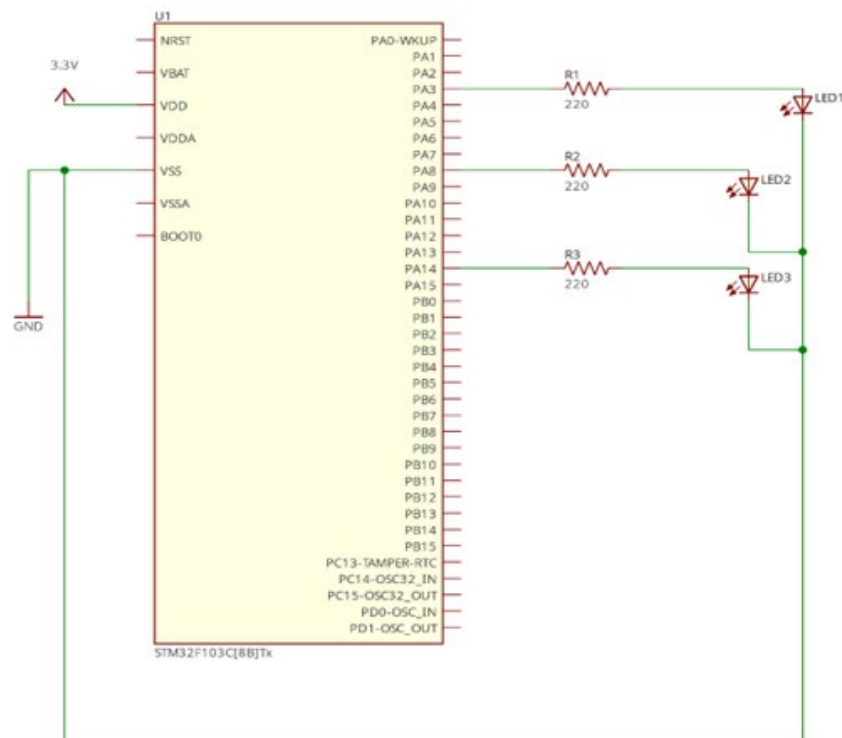 U1
NRST
VBAT
3.3V
VDD
VDDA
VSS
VSSA
BOOT0
GND
PA0-WKUP
PA1
PA2
PA3
PA4
PA5
PA6
PA7
PA8
PA9
PA10
PA11
PA12
PA13
PA14
PA15
PB0
PB1
PB2
PB3
PB4
PB5
PB6
PB7
PB8
PB9
PB10
PB11
PB12
PB13
PB14
PB15
PC13-TAMPER-RTC
PC14-OSC32_IN
PC15-OSC32_OUT
PD0-OSC_IN
PD1-OSC_OUT
STM32F103C[8B]Tx
R1
220
LED1
R2
220
LED2
R3
220
LED3